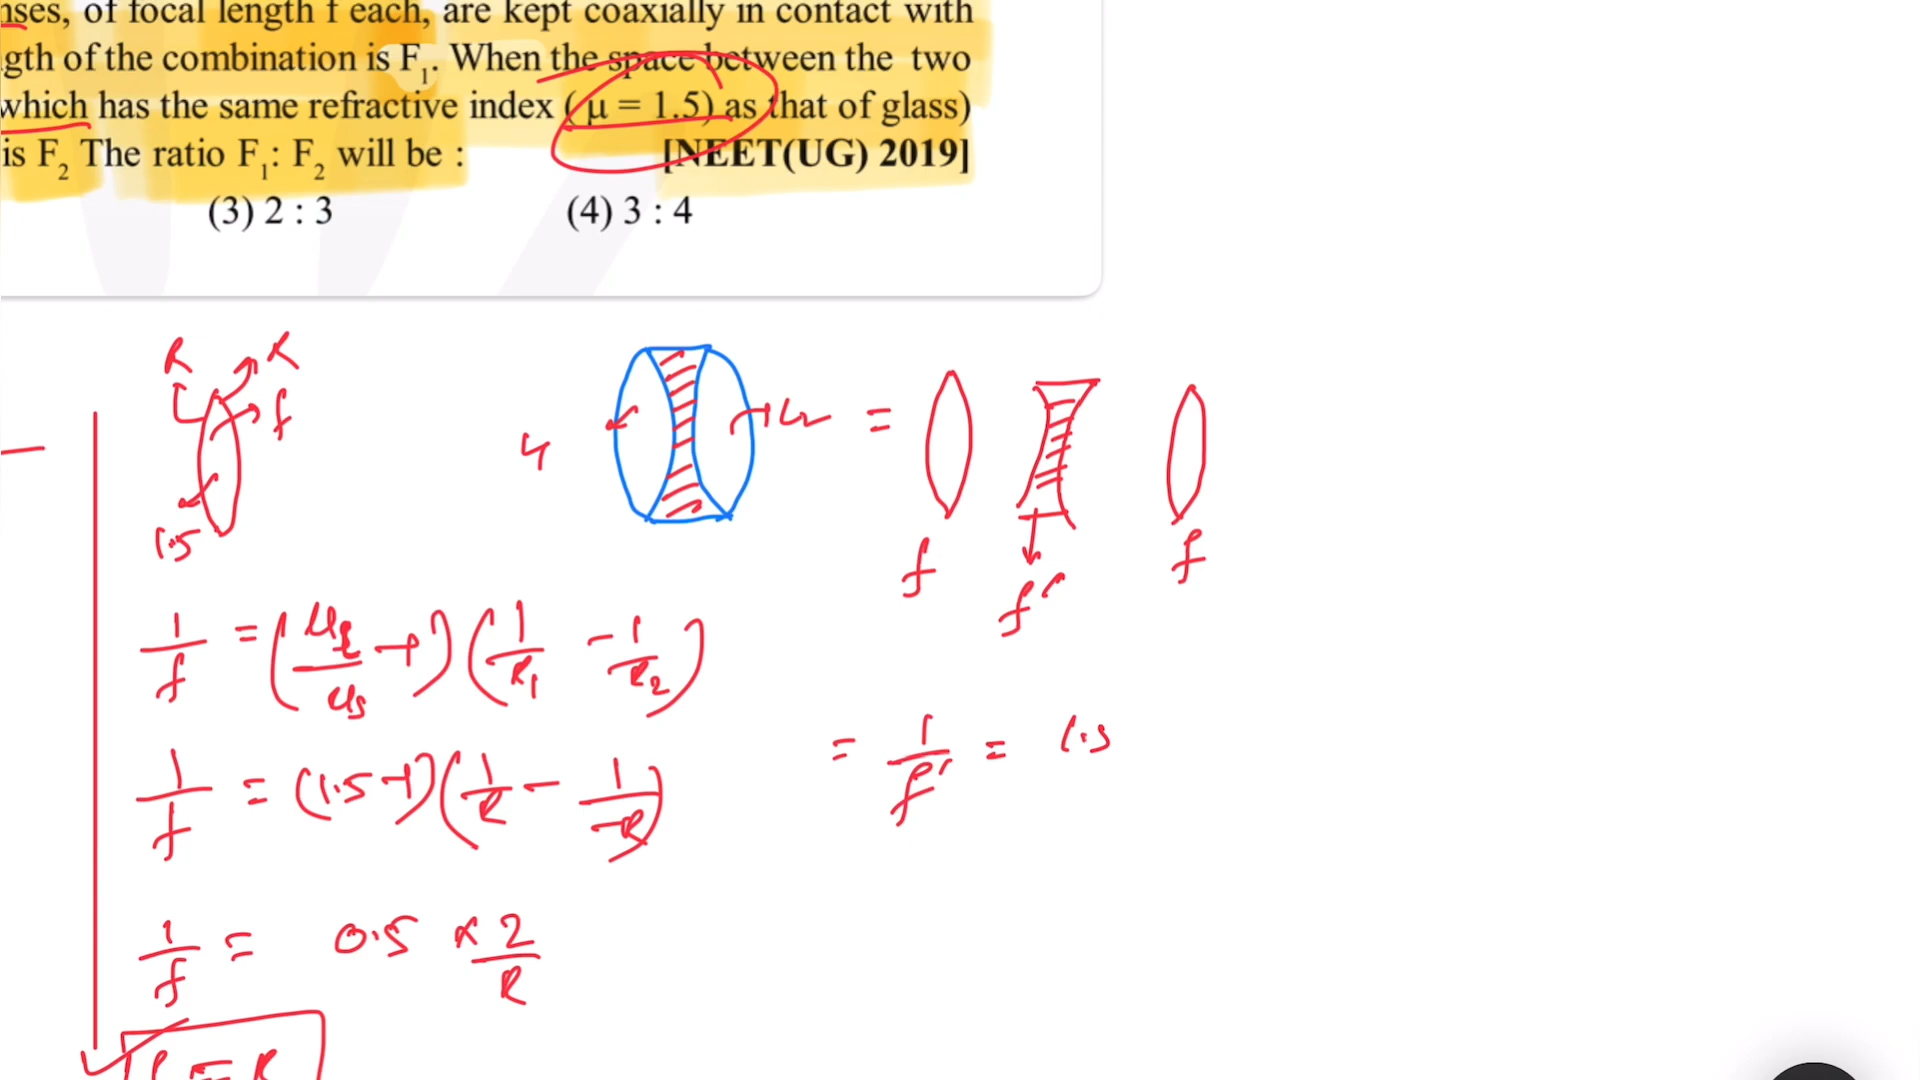 nses, of focal length f each, are kept coaxially in contact with
gth of the combination is F₁. When the space between the two
which has the same refractive index ( μ = 1.5) as that of glass)
is F₂ The ratio F₁: F₂ will be : [NEET(UG) 2019]
(3) 2 : 3 (4) 3 : 4
R R
f
1.5
=
f f' f
1/f = (μℓ/μs - 1)(1/R₁ - 1/R₂)
1/f = (1.5-1)(1/R - 1/-R)
= 1/f' = 1.5
1/f = 0.5 × 2/R
f = R